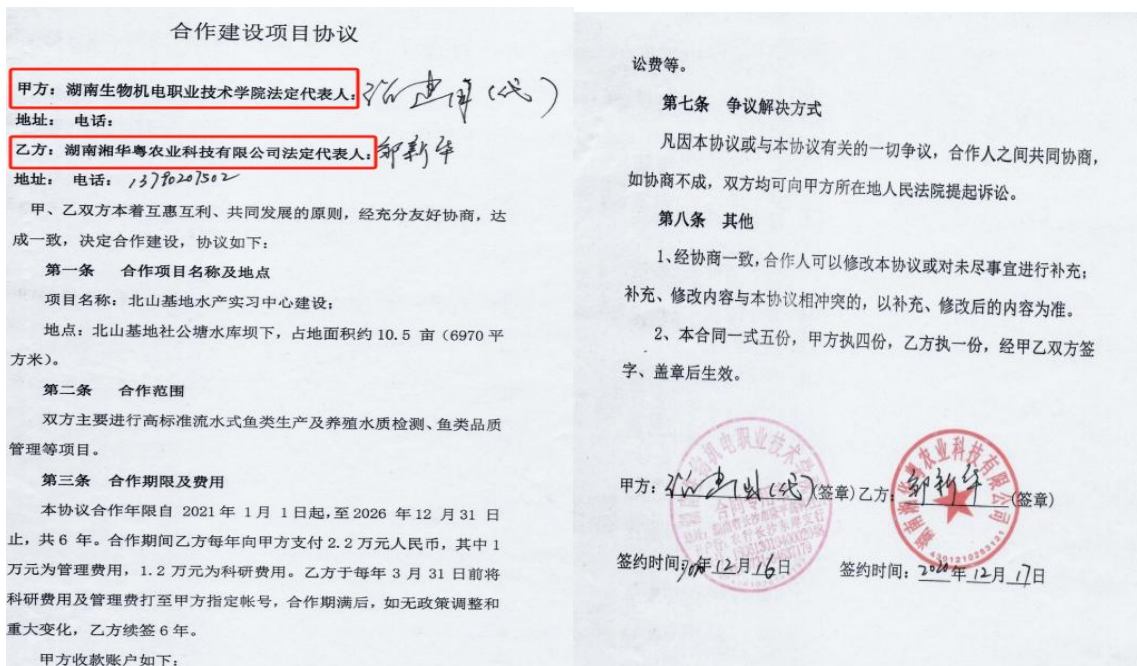 合作建设项目协议
甲方：湖南生物机电职业技术学院法定代表人：（代）
地址： 电话：
乙方：湖南湘华粤农业科技有限公司法定代表人：邹新华
地址： 电话：13790207502
甲、乙双方本着互惠互利、共同发展的原则，经充分友好协商，达
成一致，决定合作建设，协议如下：
第一条 合作项目名称及地点
项目名称：北山基地水产实习中心建设；
地点：北山基地社公塘水库坝下，占地面积约 10.5 亩（6970 平
方米）。
第二条 合作范围
双方主要进行高标准流水式鱼类生产及养殖水质检测、鱼类品质
管理等项目。
第三条 合作期限及费用
本协议合作年限自 2021 年 1 月 1 日起，至 2026 年 12 月 31 日
止，共 6 年。合作期间乙方每年向甲方支付 2.2 万元人民币，其中 1
万元为管理费用，1.2 万元为科研费用。乙方于每年 3 月 31 日前将
科研费用及管理费打至甲方指定帐号，合作期满后，如无政策调整和
重大变化，乙方续签 6 年。
甲方收款账户如下：
讼费等。
第七条 争议解决方式
凡因本协议或与本协议有关的一切争议，合作人之间共同协商，
如协商不成，双方均可向甲方所在地人民法院提起诉讼。
第八条 其他
1、经协商一致，合作人可以修改本协议或对未尽事宜进行补充；
补充、修改内容与本协议相冲突的，以补充、修改后的内容为准。
2、本合同一式五份，甲方执四份，乙方执一份，经甲乙双方签
字、盖章后生效。
甲方：（代）（签章）乙方：邹新华（签章）
湖南湘华粤农业科技有限公司
签约时间：2020年12月16日 签约时间：2020年12月17日